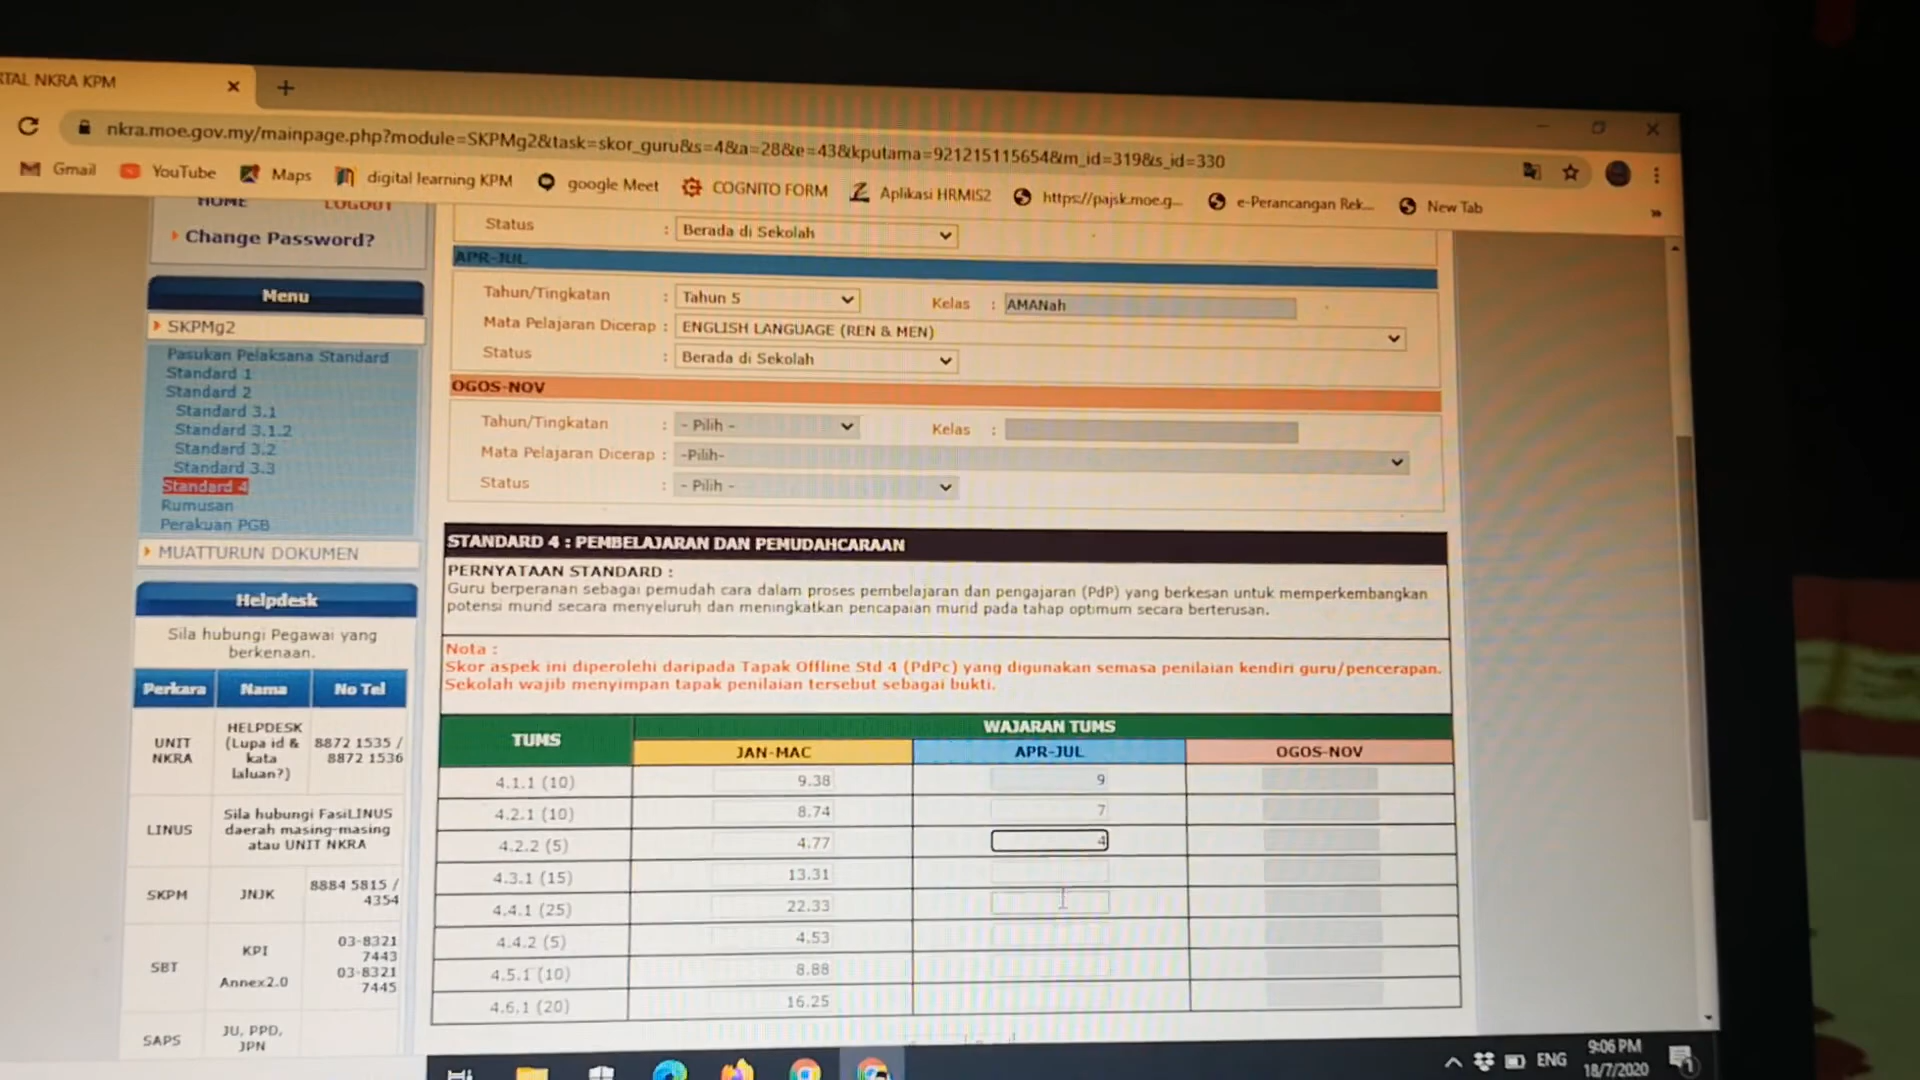 RTAL NKRA KPM
nkra.moe.gov.my/mainpage.php?module=SKPMg2&task=skor_guru&s=4&a=28&e=43&kputama=921215115654&m_id=319&s_id=330
Gmail YouTube Maps digital learning KPM google Meet COGNITO FORM Aplikasi HRMIS2 https://pajsk.moe.g... e-Perancangan Rek... New Tab
HOME LOGOUT
Change Password?
Menu
SKPMg2
Pasukan Pelaksana Standard
Standard 1
Standard 2
Standard 3.1
Standard 3.1.2
Standard 3.2
Standard 3.3
Standard 4
Rumusan
Perakuan PGB
MUATTURUN DOKUMEN
Helpdesk
Sila hubungi Pegawai yang
berkenaan.
Perkara Nama No Tel
UNIT NKRA HELPDESK (Lupa id & kata laluan?) 8872 1535 / 8872 1536
LINUS Sila hubungi FasiLINUS daerah masing-masing atau UNIT NKRA
SKPM JNJK 8884 5815 / 4354
SBT KPI Annex2.0 03-8321 7443 03-8321 7445
SAPS JU, PPD, JPN
Status : Berada di Sekolah
APR-JUL
Tahun/Tingkatan : Tahun 5 Kelas : AMANah
Mata Pelajaran Dicerap : ENGLISH LANGUAGE (REN & MEN)
Status : Berada di Sekolah
OGOS-NOV
Tahun/Tingkatan : - Pilih - Kelas :
Mata Pelajaran Dicerap : -Pilih-
Status : - Pilih -
STANDARD 4 : PEMBELAJARAN DAN PEMUDAHCARAAN
PERNYATAAN STANDARD :
Guru berperanan sebagai pemudah cara dalam proses pembelajaran dan pengajaran (PdP) yang berkesan untuk memperkembangkan
potensi murid secara menyeluruh dan meningkatkan pencapaian murid pada tahap optimum secara berterusan.
Nota :
Skor aspek ini diperolehi daripada Tapak Offline Std 4 (PdPc) yang digunakan semasa penilaian kendiri guru/pencerapan.
Sekolah wajib menyimpan tapak penilaian tersebut sebagai bukti.
TUMS WAJARAN TUMS
JAN-MAC APR-JUL OGOS-NOV
4.1.1 (10) 9.38 9
4.2.1 (10) 8.74 7
4.2.2 (5) 4.77 4
4.3.1 (15) 13.31
4.4.1 (25) 22.33
4.4.2 (5) 4.53
4.5.1 (10) 8.88
4.6.1 (20) 16.25
ENG 9:06 PM
18/7/2020
1